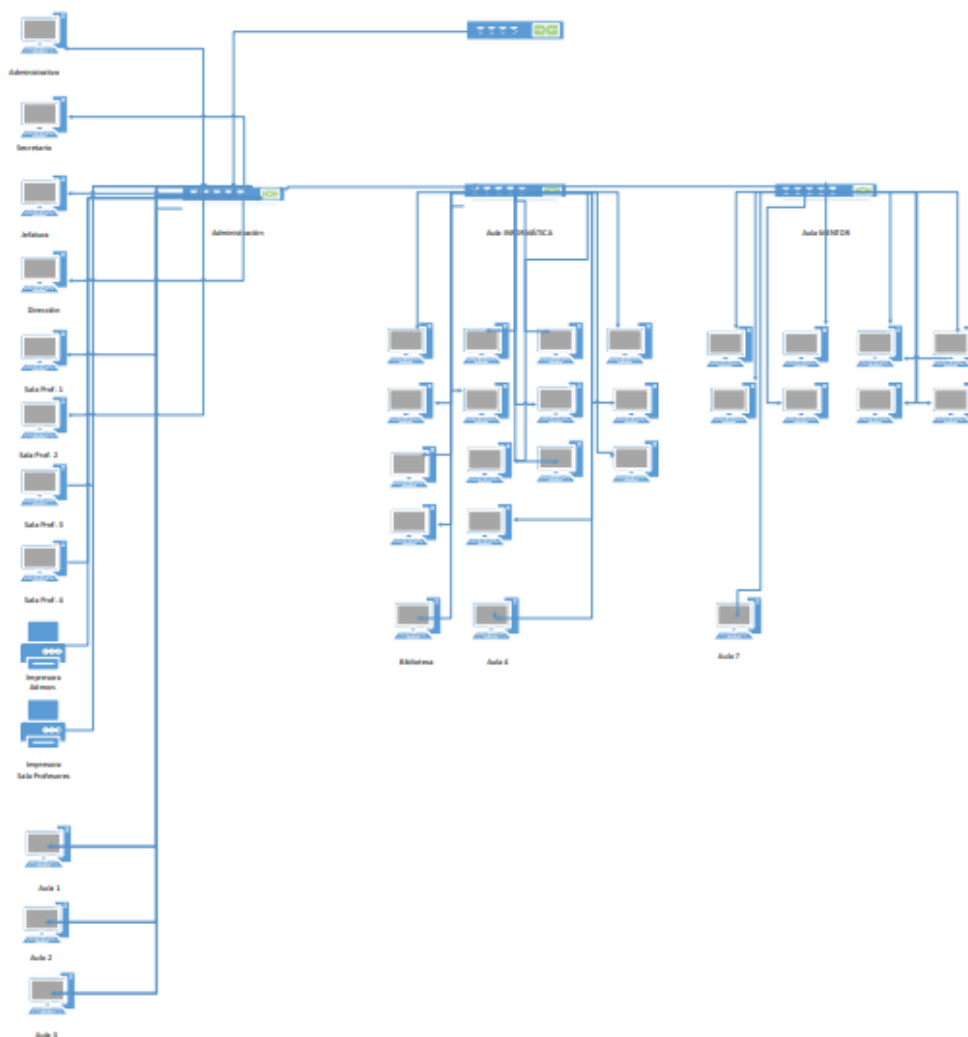 Administrativo
Secretario
Jefatura
Dirección
Sala Prof. 1
Sala Prof. 2
Sala Prof. 3
Sala Prof. 4
Impresora
Admon.
Impresora
Sala Profesores
Aula 1
Aula 2
Aula 3
Administración
Aula INFORMÁTICA
Aula MENTOR
Biblioteca
Aula 4
Aula 7